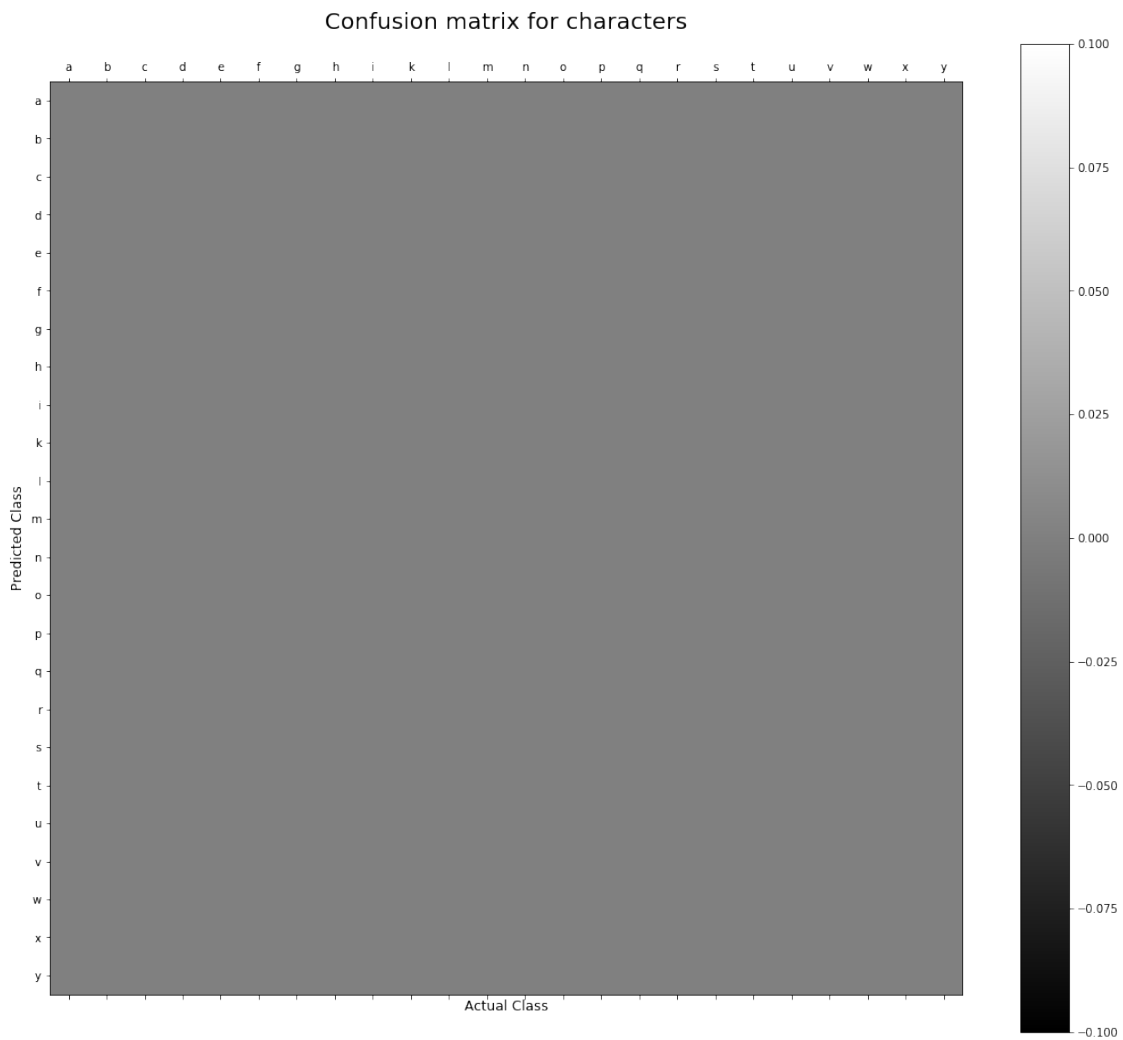 Confusion matrix for characters
a b c d e f g h i k l m n o p q r s t u v w x y
a
b
c
d
e
f
g
h
i
k
l
m
n
o
p
q
r
s
t
u
v
w
x
y
Predicted Class
Actual Class
0.100
0.075
0.050
0.025
0.000
−0.025
−0.050
−0.075
−0.100